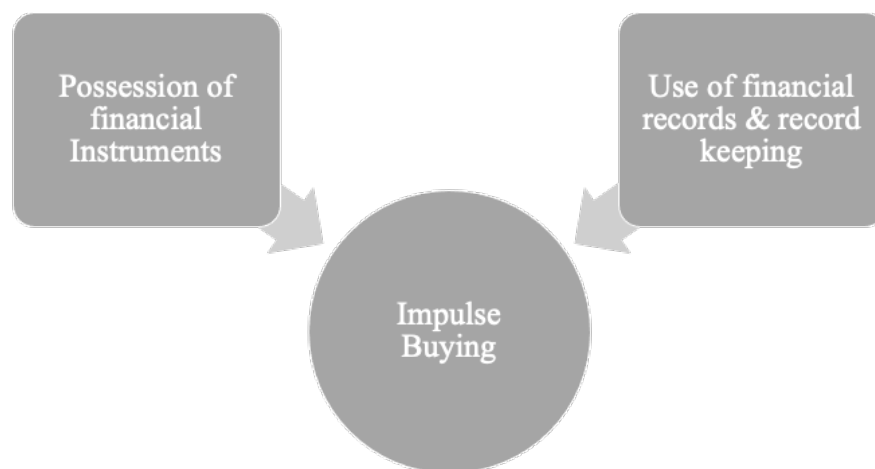 Possession of
financial
Instruments
Use of financial
records & record
keeping
Impulse
Buying